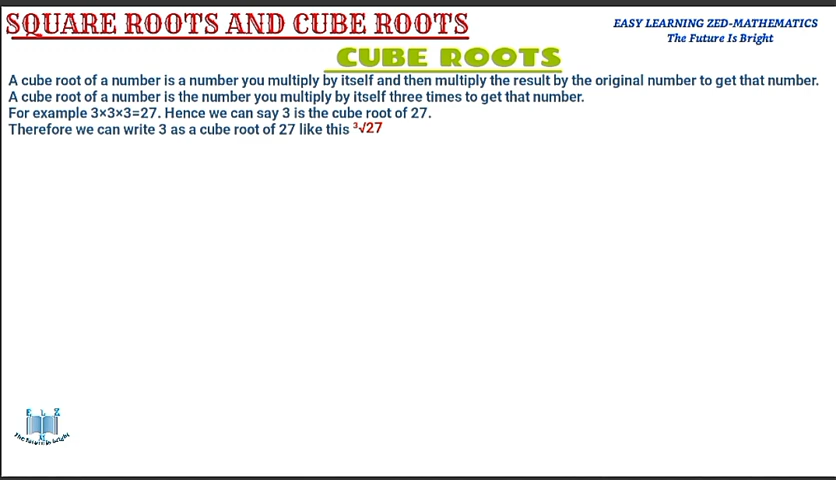 SQUARE ROOTS AND CUBE ROOTS
EASY LEARNING ZED-MATHEMATICS
The Future Is Bright
CUBE ROOTS
A cube root of a number is a number you multiply by itself and then multiply the result by the original number to get that number.
A cube root of a number is the number you multiply by itself three times to get that number.
For example 3×3×3=27. Hence we can say 3 is the cube root of 27.
Therefore we can write 3 as a cube root of 27 like this ³√27
E L Z
The future is bright